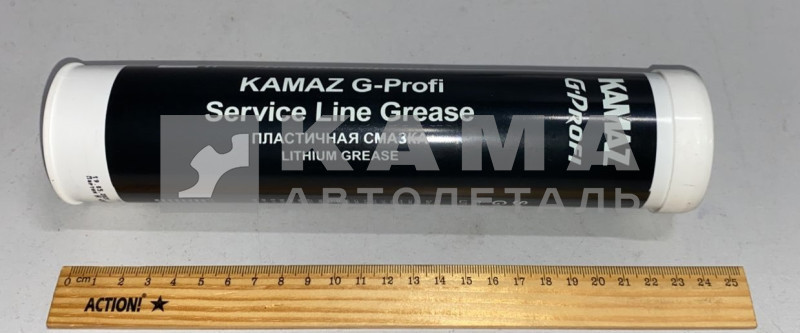 KAMAZ G-Profi
Service Line Grease
ПЛАСТИЧНАЯ СМАЗКА
LITHIUM GREASE
KAMAZ
G-PROFI
КАМА
АВТОДЕТАЛЬ
0 cm 1 2 3 4 5 6 7 8 9 10 11 12 13 14 15 16 17 18 19 20 21 22 23 24 25
ACTION!